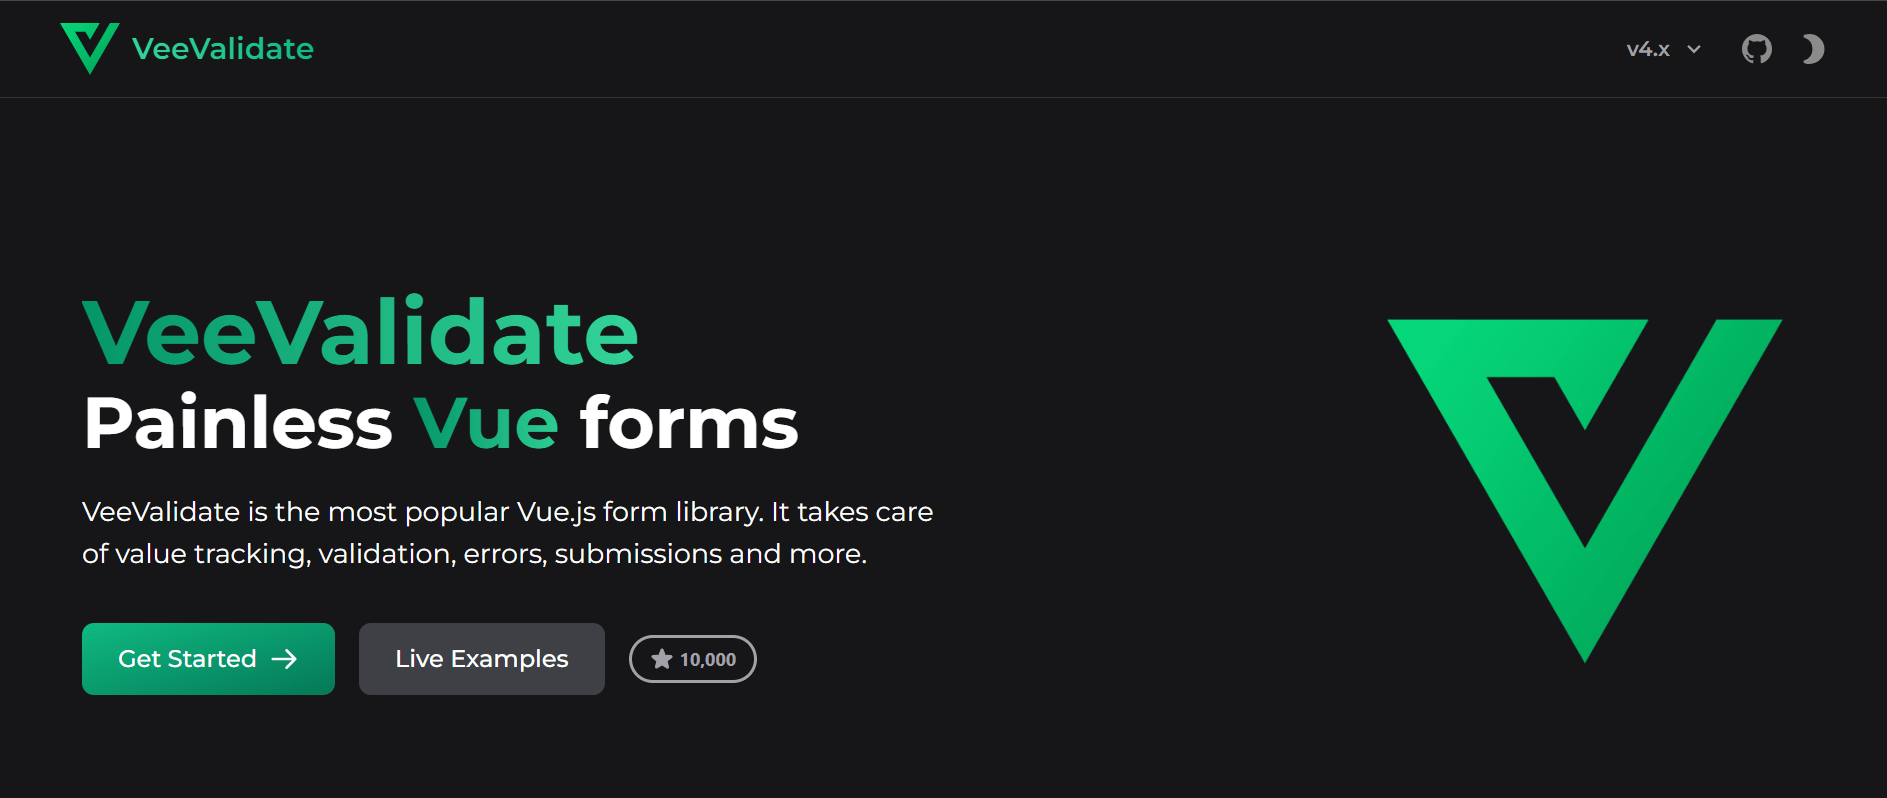 VeeValidate
v4.x
VeeValidate
Painless Vue forms
VeeValidate is the most popular Vue.js form library. It takes care
of value tracking, validation, errors, submissions and more.
Get Started
Live Examples
10,000